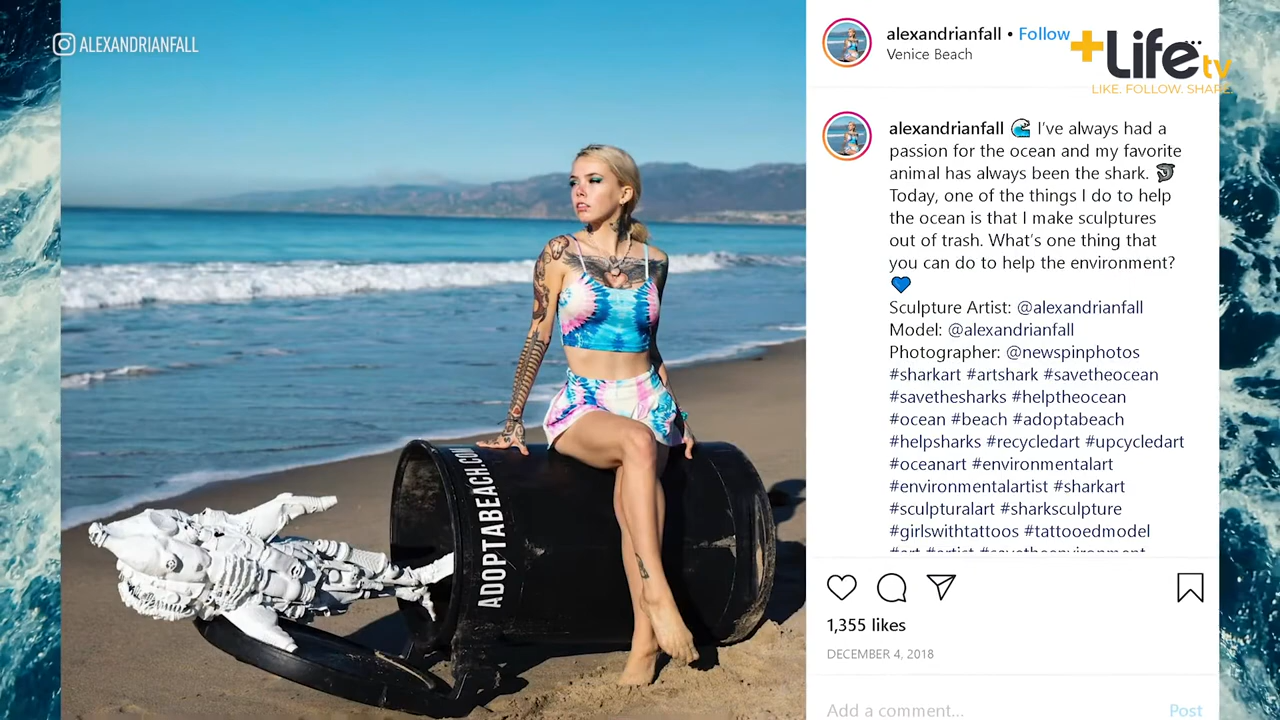 ALEXANDRIANFALL
ADOPTABEACH.COM
alexandrianfall • Follow
Venice Beach
+Life tv
LIKE. FOLLOW. SHARE.
alexandrianfall 🌊 I've always had a
passion for the ocean and my favorite
animal has always been the shark. 🦈
Today, one of the things I do to help
the ocean is that I make sculptures
out of trash. What's one thing that
you can do to help the environment?
💙
Sculpture Artist: @alexandrianfall
Model: @alexandrianfall
Photographer: @newspinphotos
#sharkart #artshark #savetheocean
#savethesharks #helptheocean
#ocean #beach #adoptabeach
#helpsharks #recycledart #upcycledart
#oceanart #environmentalart
#environmentalartist #sharkart
#sculpturalart #sharksculpture
#girlswithtattoos #tattooedmodel
#art #artist #savetheenvironment
1,355 likes
DECEMBER 4, 2018
Add a comment... Post